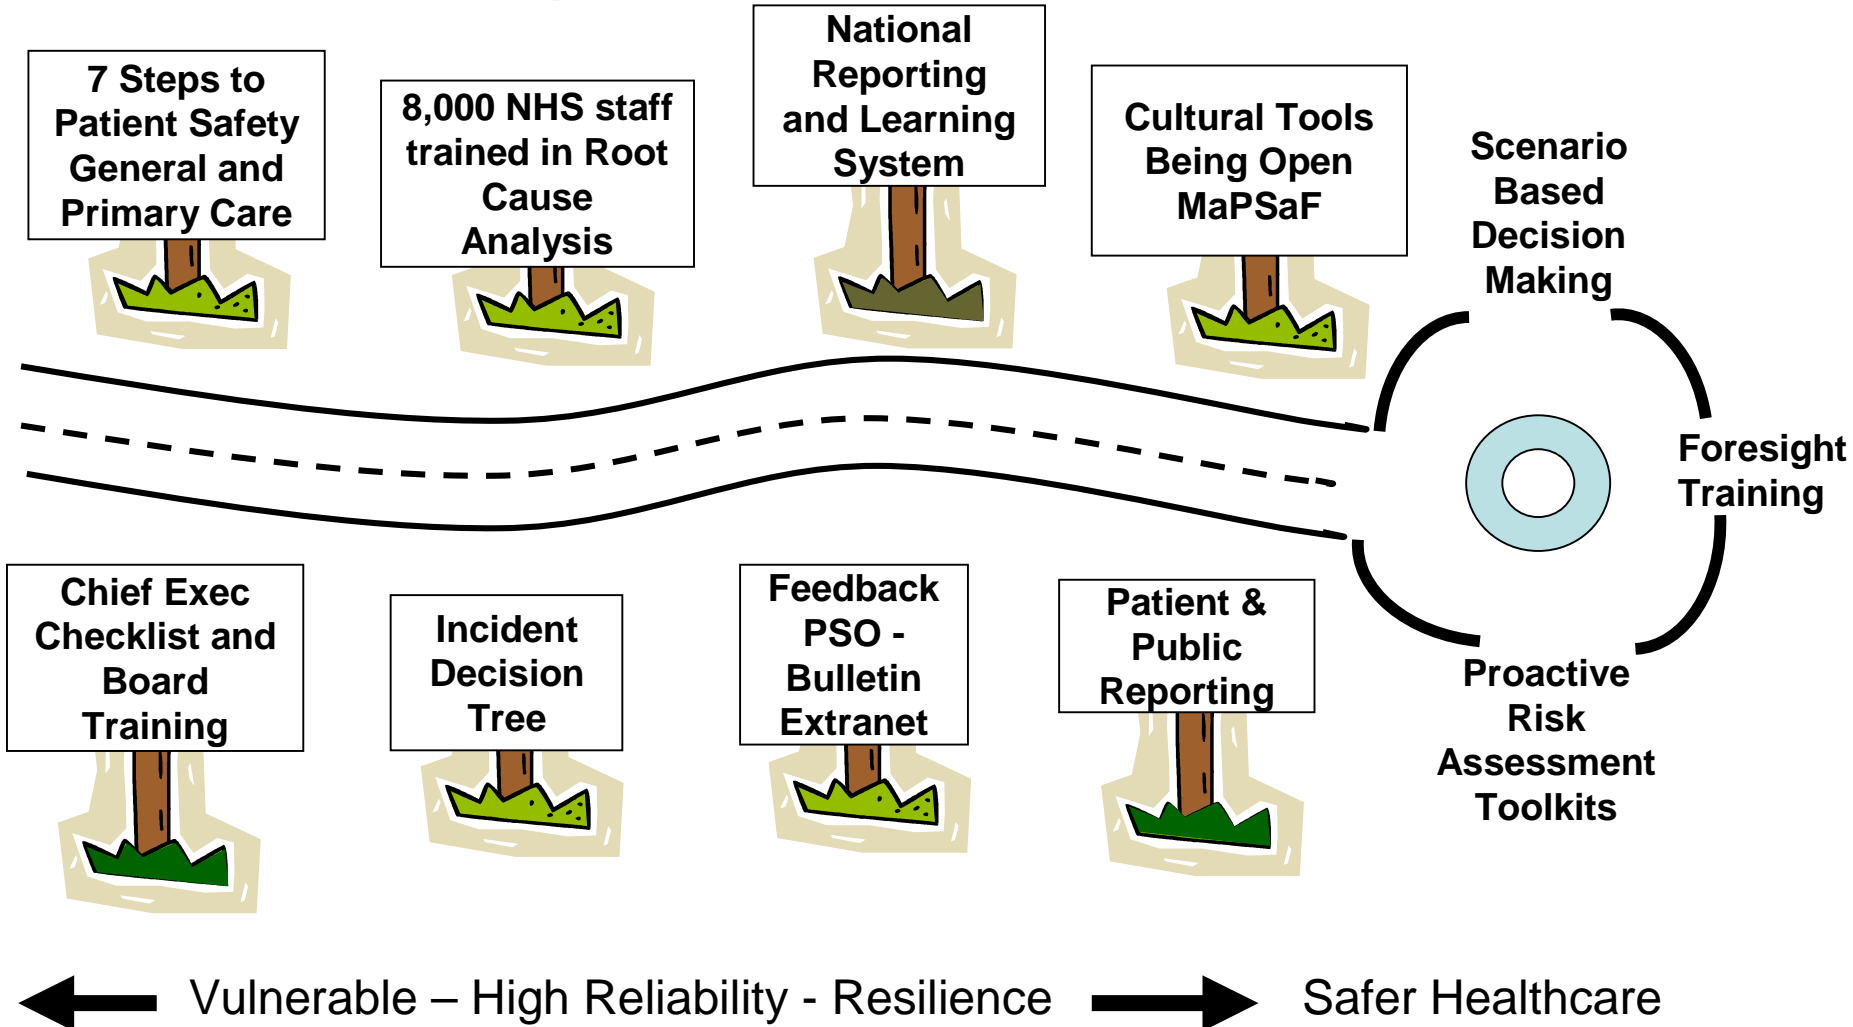 7 Steps to
Patient Safety
General and
Primary Care
8,000 NHS staff
trained in Root
Cause
Analysis
National
Reporting
and Learning
System
Cultural Tools
Being Open
MaPSaF
Scenario
Based
Decision
Making
Foresight
Training
Chief Exec
Checklist and
Board
Training
Incident
Decision
Tree
Feedback
PSO -
Bulletin
Extranet
Patient &
Public
Reporting
Proactive
Risk
Assessment
Toolkits
Vulnerable – High Reliability - Resilience
Safer Healthcare